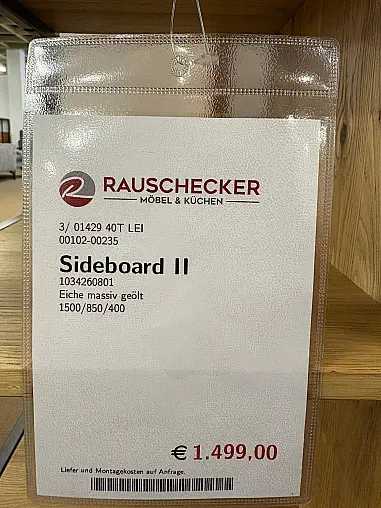 RAUSCHECKER
MÖBEL & KÜCHEN
3/ 01429 40T LEI
00102-00235
Sideboard II
1034260801
Eiche massiv geölt
1500/850/400
€ 1.499,00
Liefer und Montagekosten auf Anfrage.